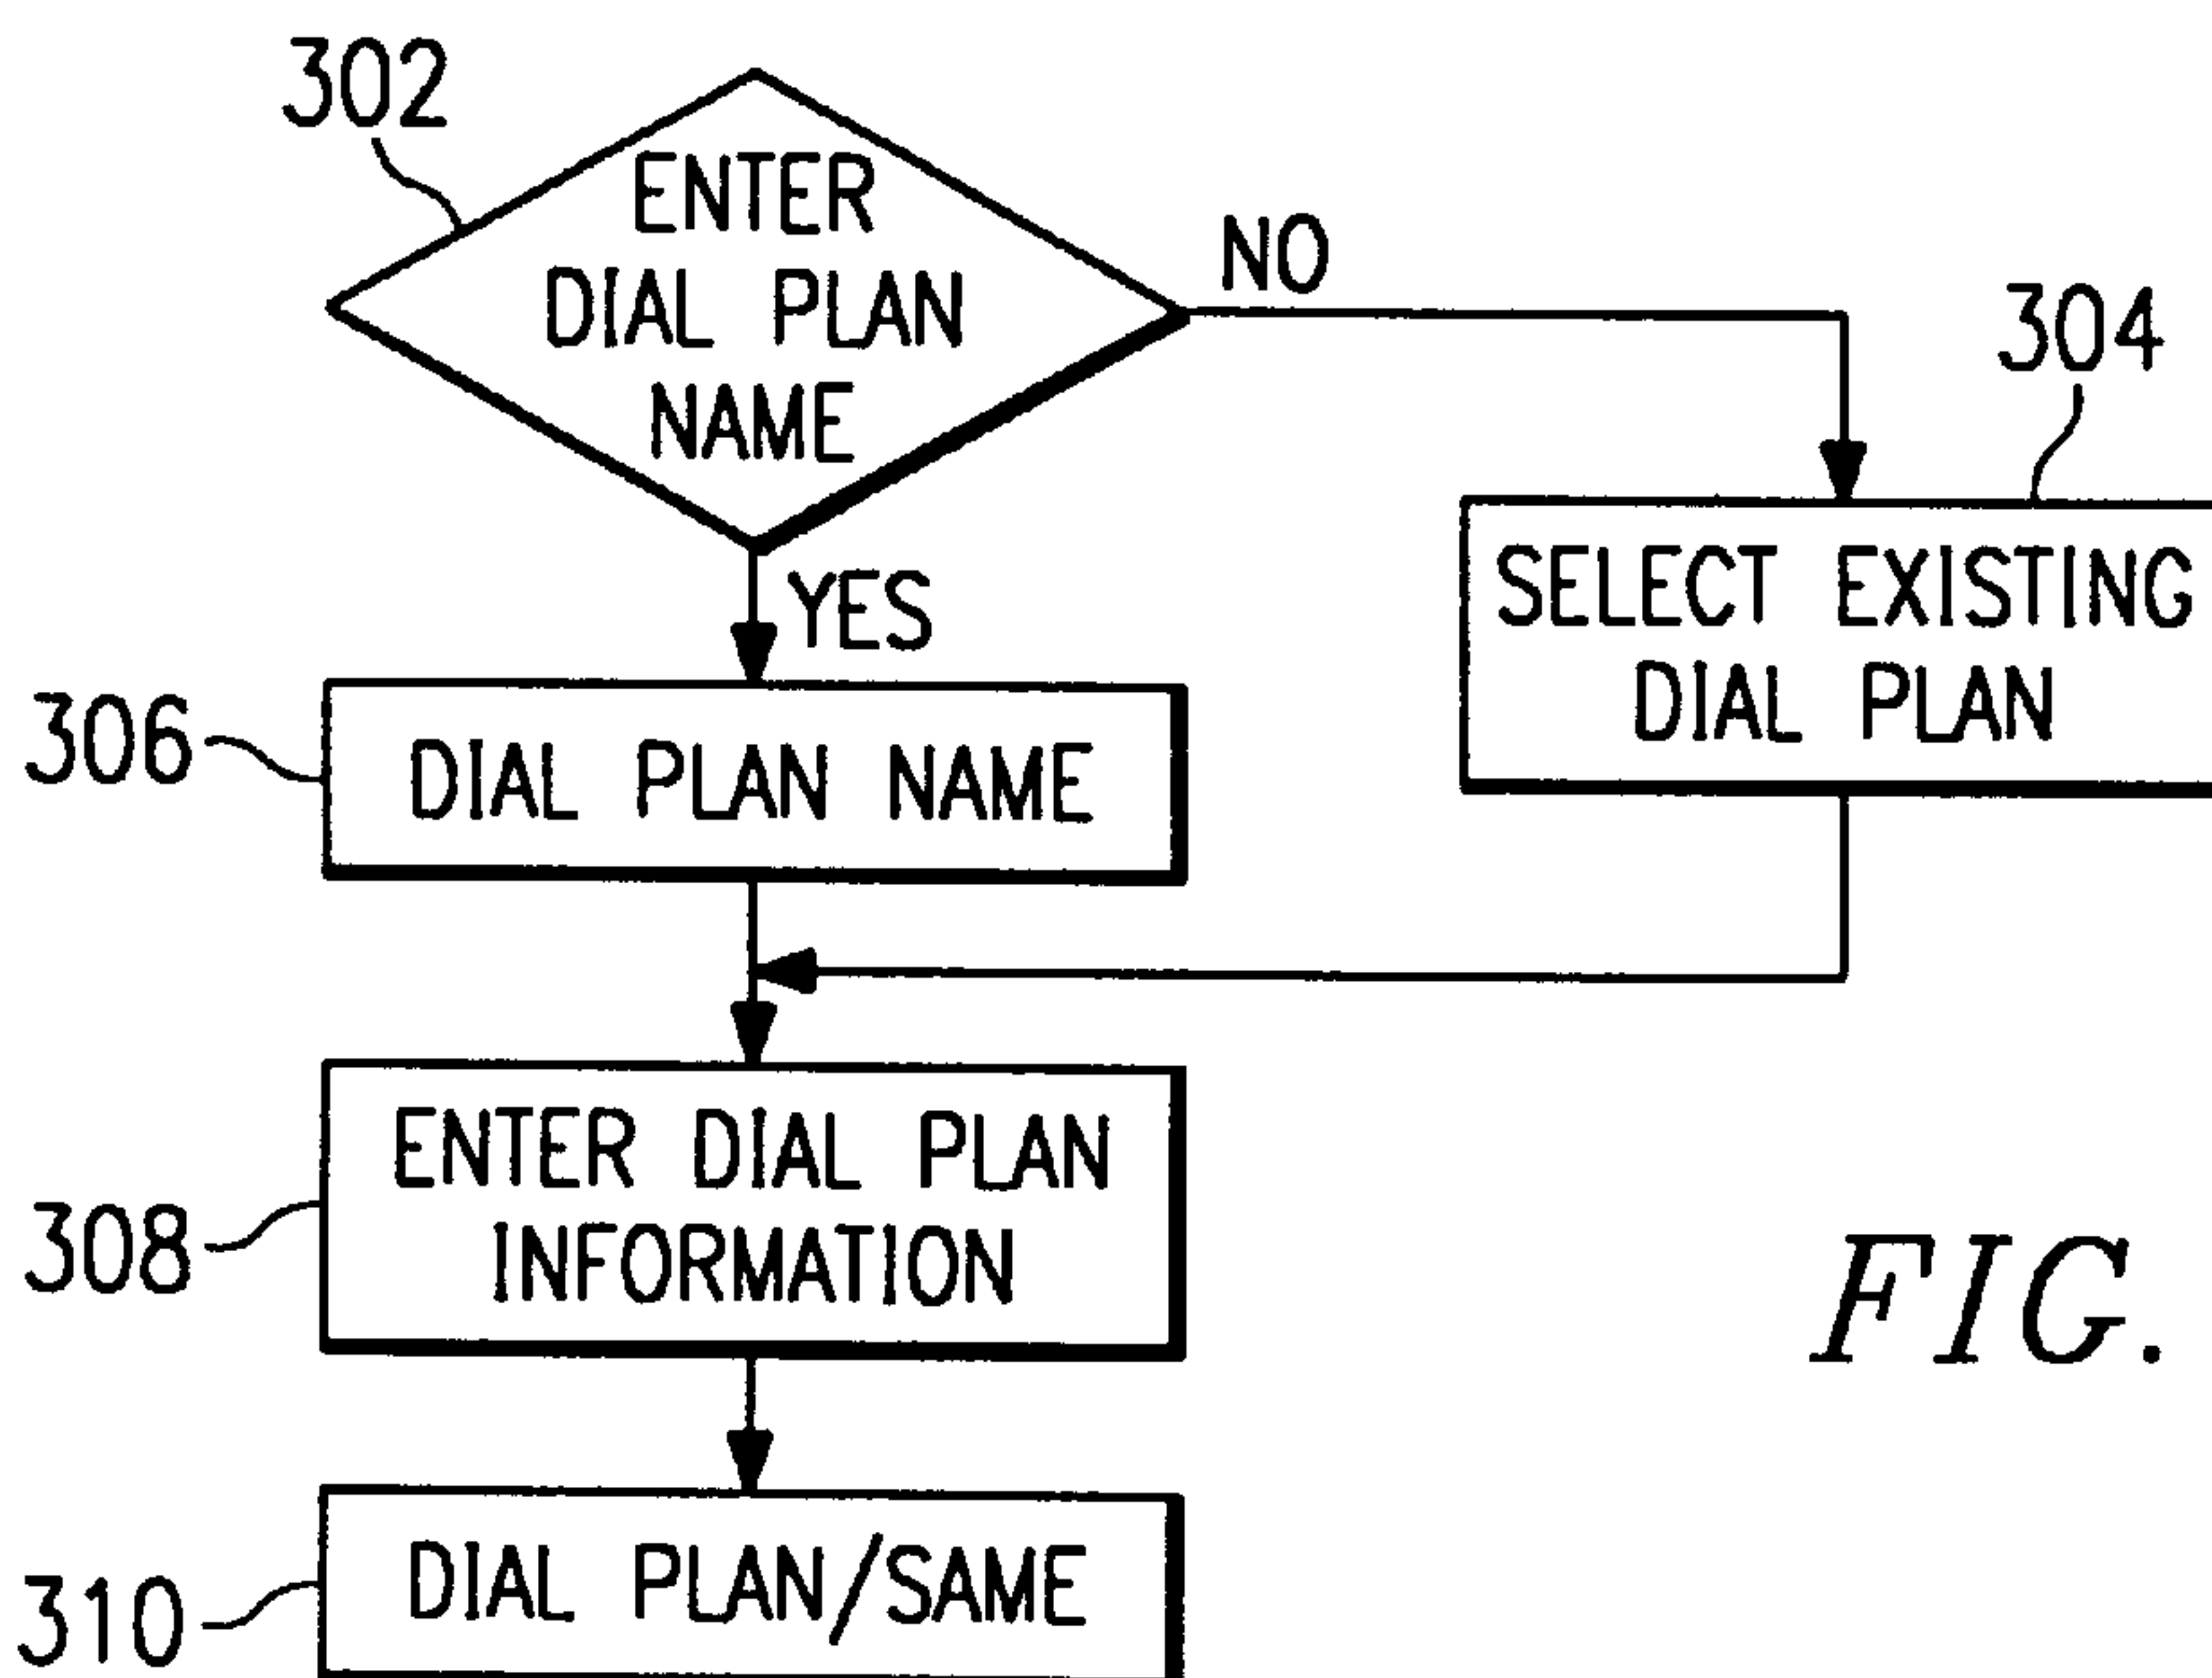 302
ENTER
DIAL PLAN
NAME
NO
304
YES
SELECT EXISTING
DIAL PLAN
306
DIAL PLAN NAME
308
ENTER DIAL PLAN
INFORMATION
FIG.
310
DIAL PLAN/SAME